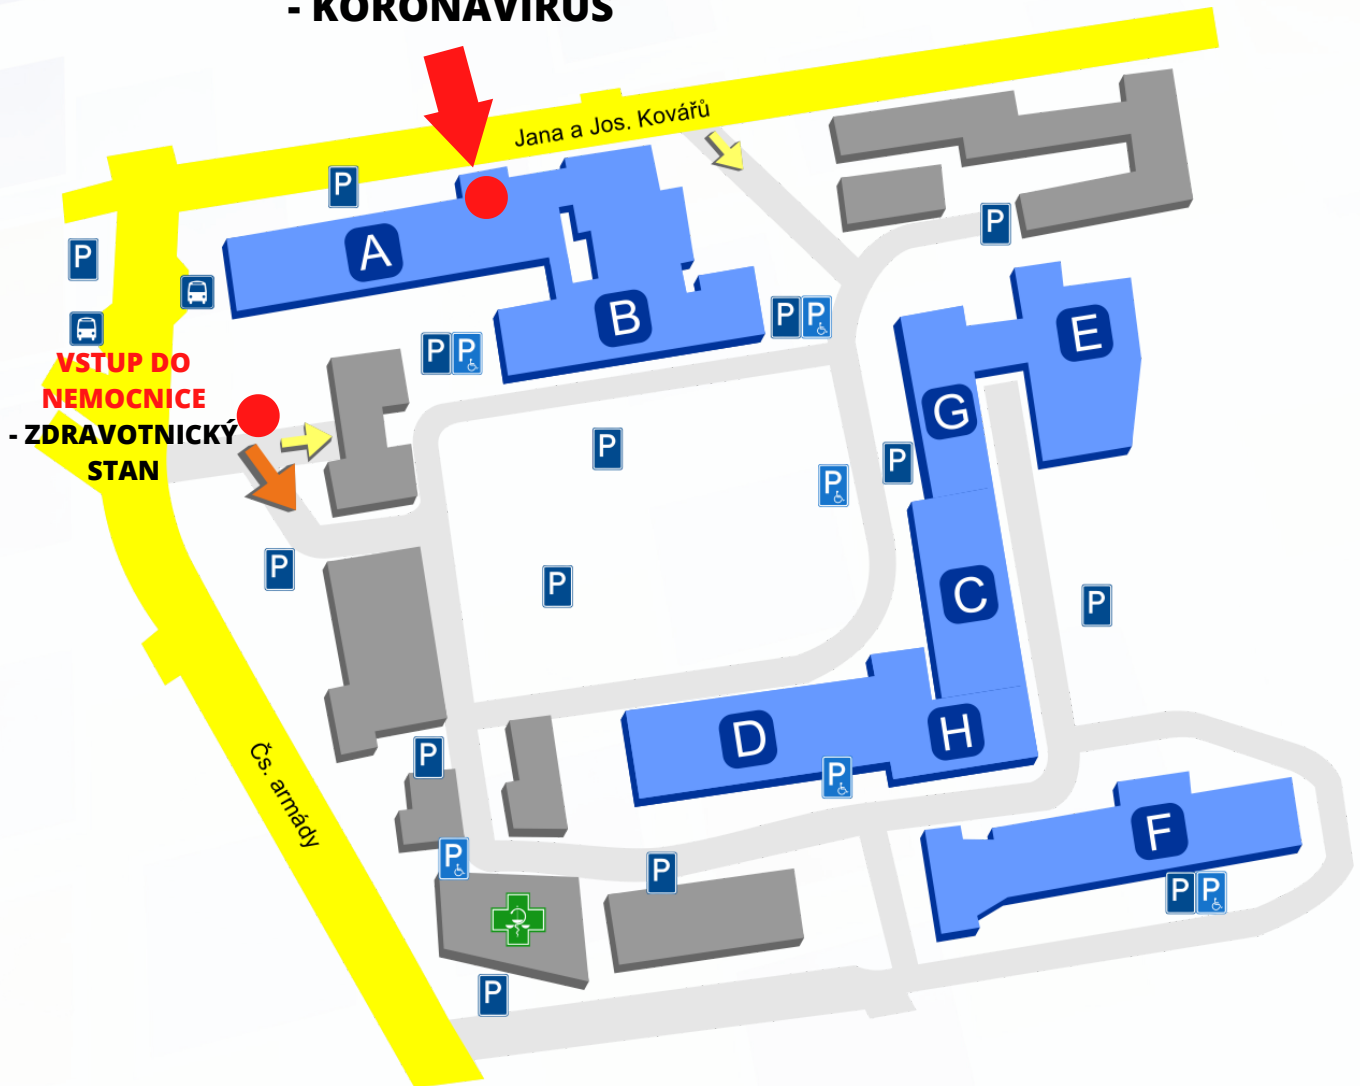 - KORONAVIRUS
Jana a Jos. Kovářů
P
P
P
A
B
P
P
P
P
E
VSTUP DO
NEMOCNICE
- ZDRAVOTNICKÝ
STAN
G
P
P
P
P
P
P
C
P
Čs. armády
D
H
P
P
F
P
P
P
P
P